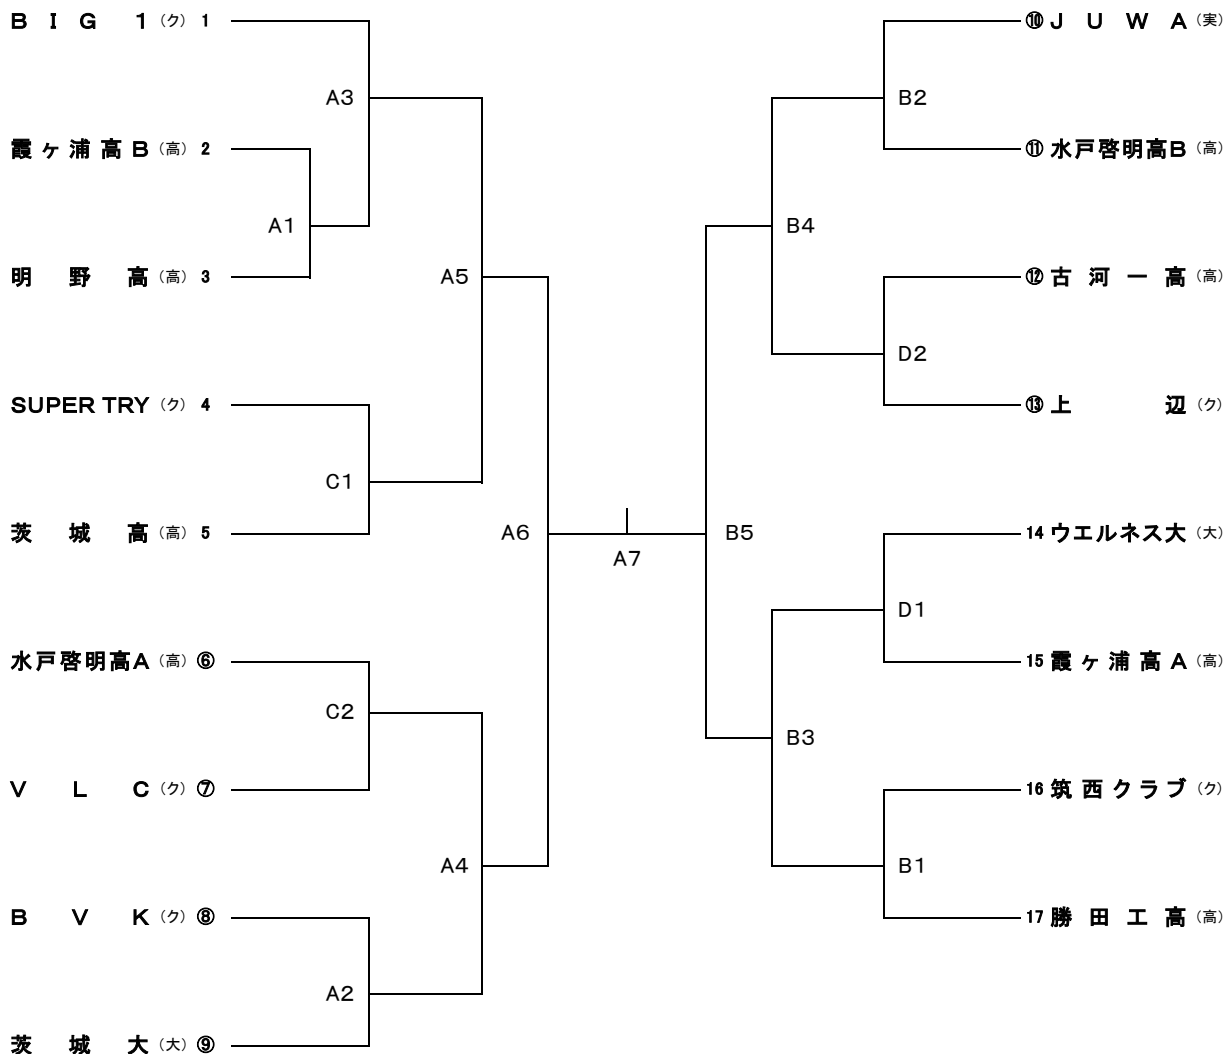 BIG1（ク）1
A3
霞ヶ浦高B（高）2
A1
明野高（高）3
A5
SUPER TRY（ク）4
C1
茨城高（高）5
A6
水戸啓明高A（高）⑥
C2
VLC（ク）⑦
A4
BVK（ク）⑧
A2
茨城大（大）⑨
A7
⑩JUWA（実）
B2
⑪水戸啓明高B（高）
B4
⑫古河一高（高）
D2
⑬上辺（ク）
B5
14 ウエルネス大（大）
D1
15 霞ヶ浦高A（高）
B3
16 筑西クラブ（ク）
B1
17 勝田工高（高）